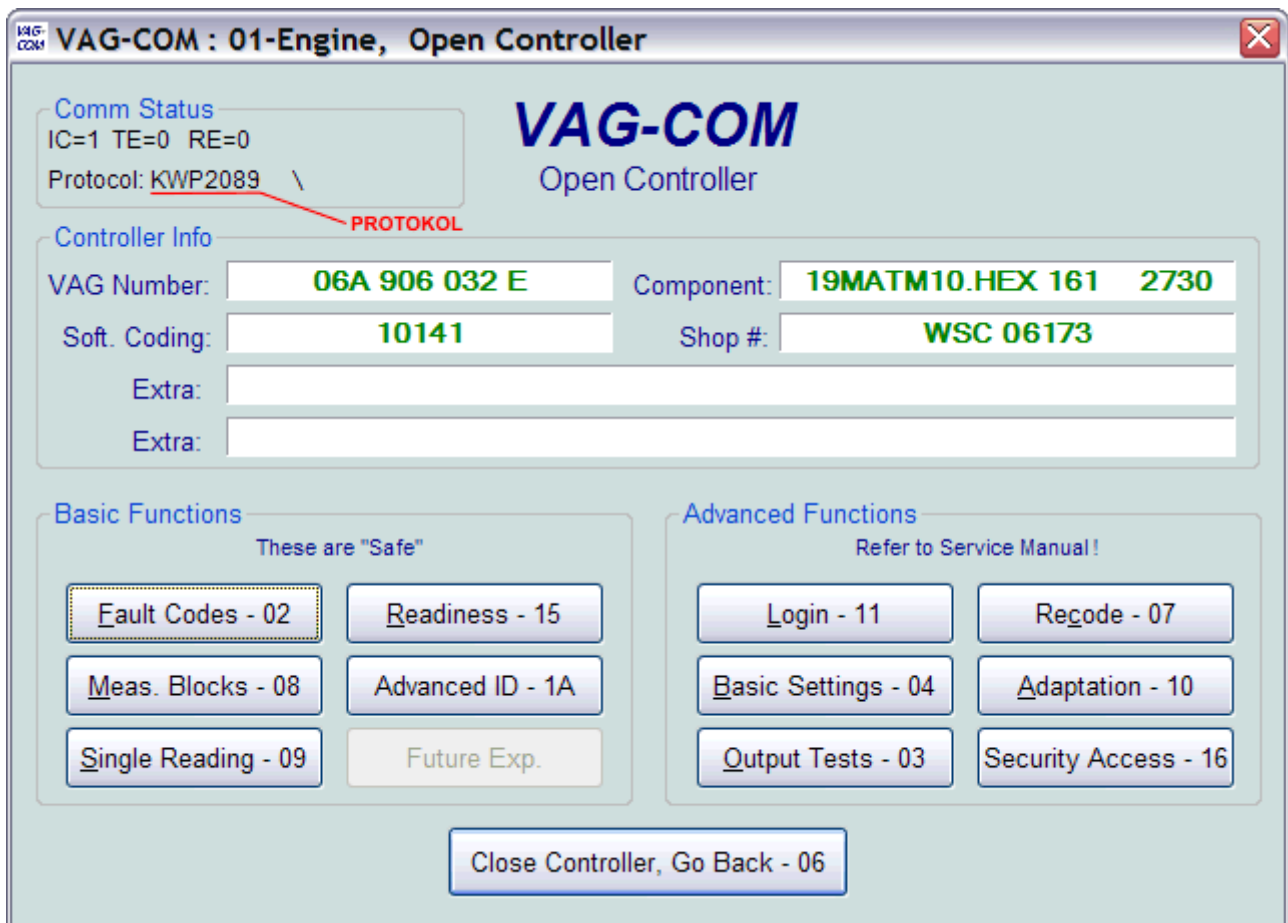 VAG-COM VAG-COM : 01-Engine, Open Controller
Comm Status
IC=1 TE=0 RE=0
Protocol: KWP2089 \
PROTOKOL
VAG-COM
Open Controller
Controller Info
VAG Number: 06A 906 032 E Component: 19MATM10.HEX 161 2730
Soft. Coding: 10141 Shop #: WSC 06173
Extra:
Extra:
Basic Functions
These are "Safe"
Fault Codes - 02 Readiness - 15
Meas. Blocks - 08 Advanced ID - 1A
Single Reading - 09 Future Exp.
Advanced Functions
Refer to Service Manual!
Login - 11 Recode - 07
Basic Settings - 04 Adaptation - 10
Output Tests - 03 Security Access - 16
Close Controller, Go Back - 06